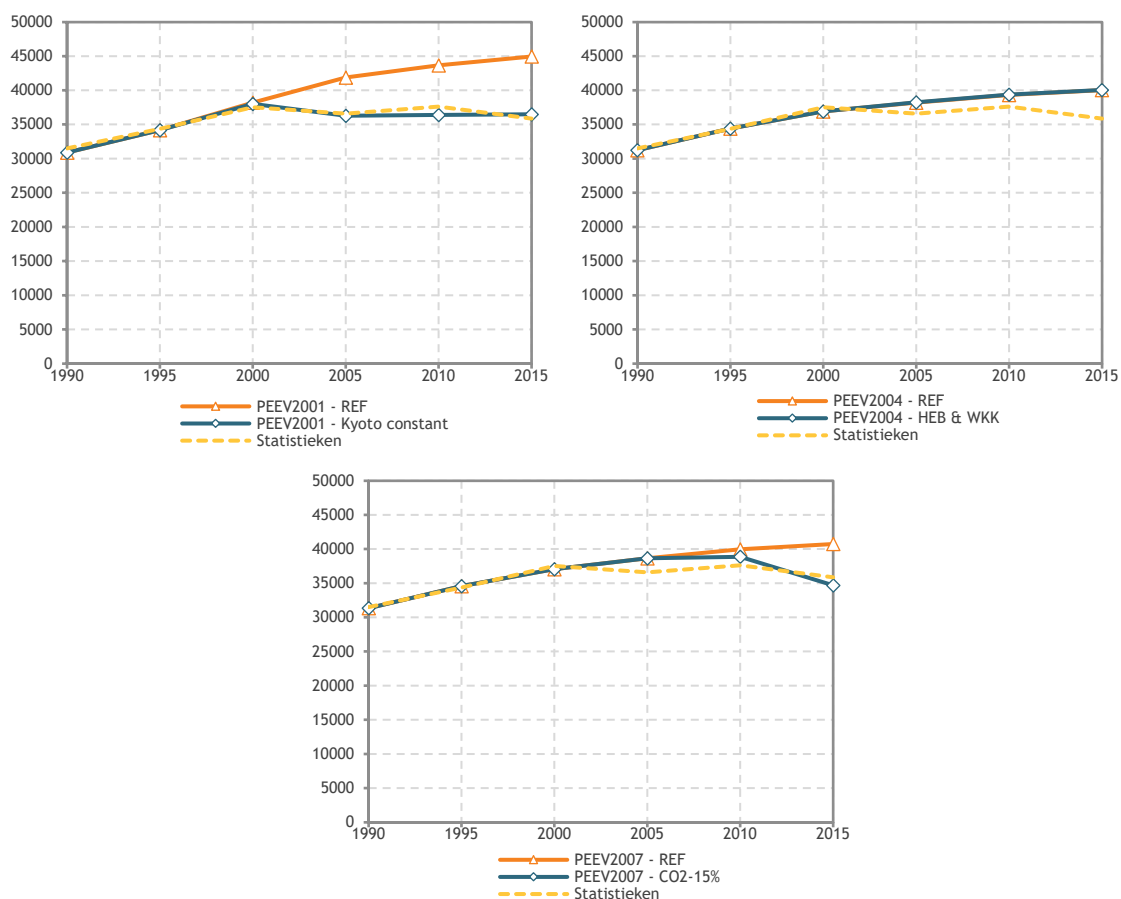 50000
45000
40000
35000
30000
25000
20000
15000
10000
5000
0
1990 1995 2000 2005 2010 2015
PEEV2001 - REF
PEEV2001 - Kyoto constant
Statistieken
50000
45000
40000
35000
30000
25000
20000
15000
10000
5000
0
1990 1995 2000 2005 2010 2015
PEEV2004 - REF
PEEV2004 - HEB & WKK
Statistieken
50000
45000
40000
35000
30000
25000
20000
15000
10000
5000
0
1990 1995 2000 2005 2010 2015
PEEV2007 - REF
PEEV2007 - CO2-15%
Statistieken